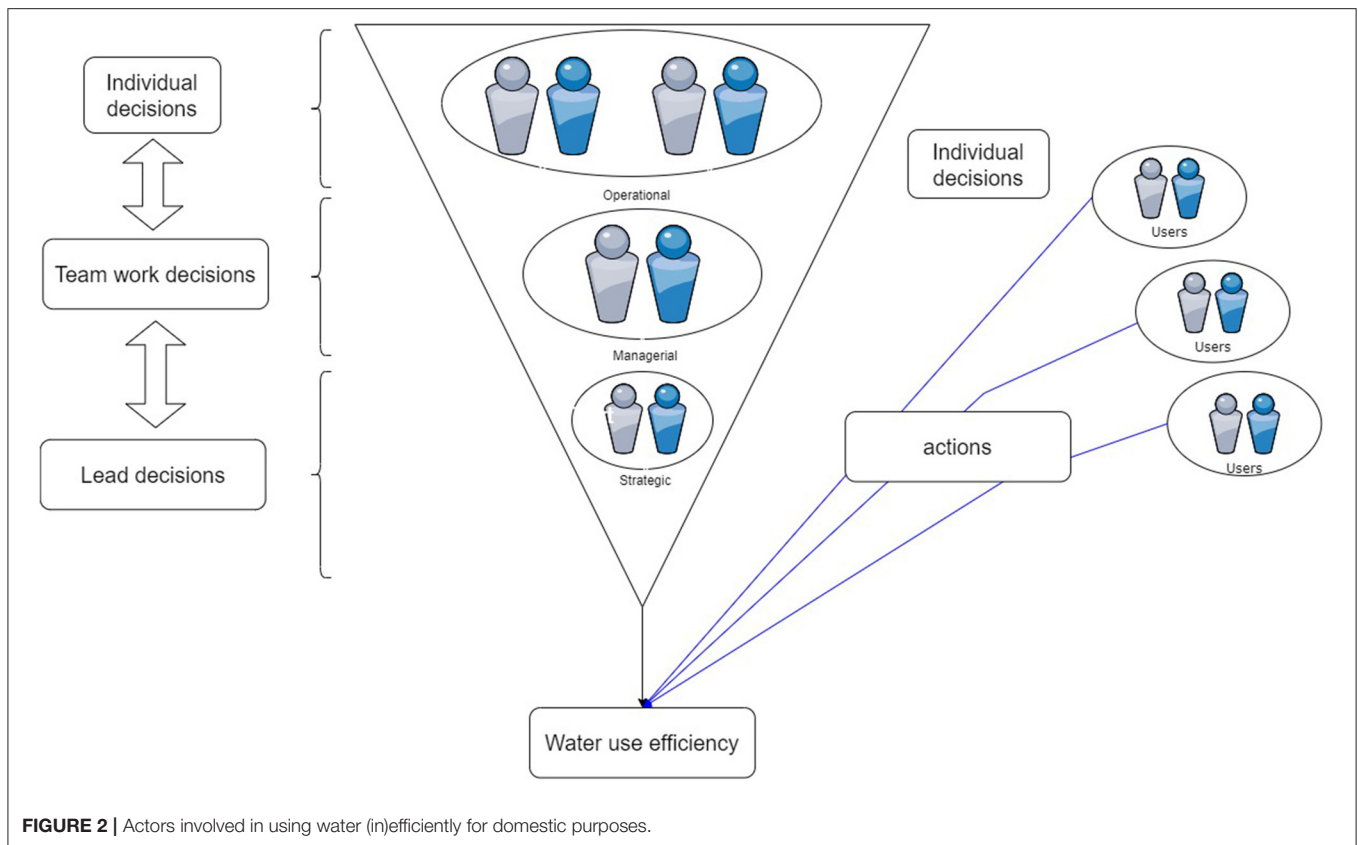 Individual
decisions
Team work decisions
Lead decisions
Operational
Managerial
Strategic
Individual
decisions
Users
Users
Users
actions
Water use efficiency
FIGURE 2 | Actors involved in using water (in)efficiently for domestic purposes.